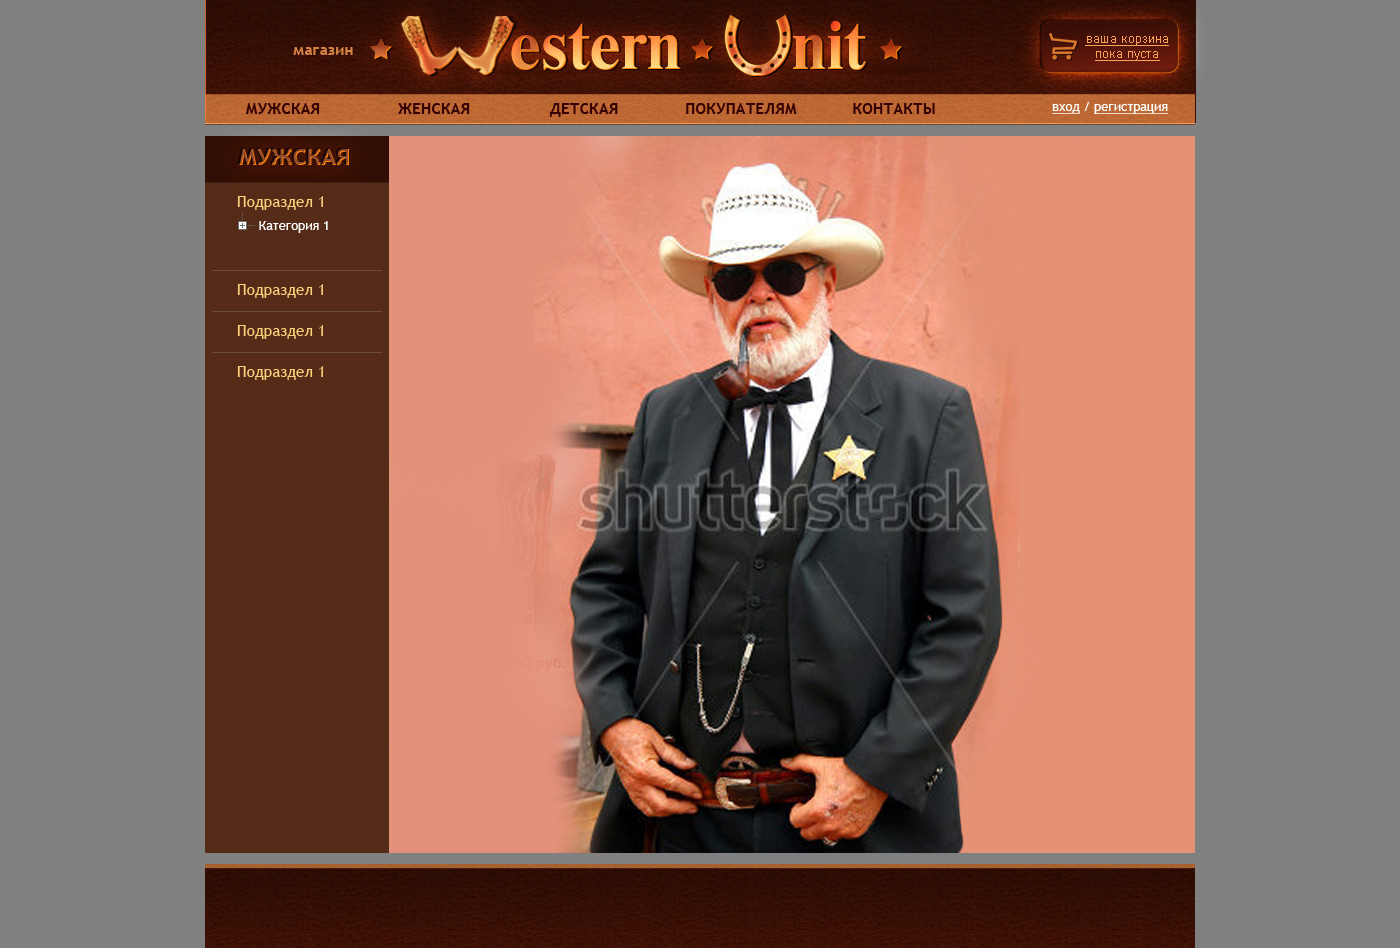 магазин
Western Unit
ваша корзина
пока пуста
МУЖСКАЯ
ЖЕНСКАЯ
ДЕТСКАЯ
ПОКУПАТЕЛЯМ
КОНТАКТЫ
вход / регистрация
МУЖСКАЯ
Подраздел 1
Категория 1
Подраздел 1
Подраздел 1
Подраздел 1
shutterstock
руб.